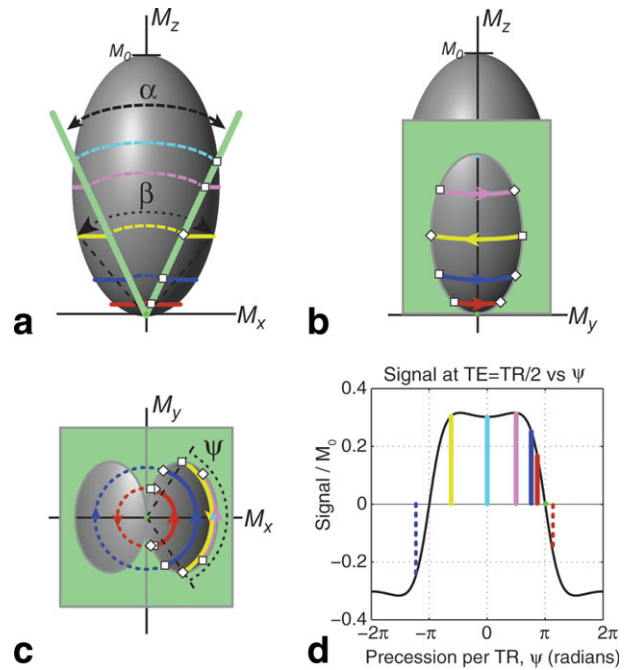 M_z
M_0
α
β
M_x
a
M_z
M_0
M_y
b
M_y
ψ
M_x
c
Signal at TE=TR/2 vs ψ
Signal / M_0
0.4
0.2
0
-0.2
-0.4
-2π -π 0 π 2π
Precession per TR, ψ (radians)
d